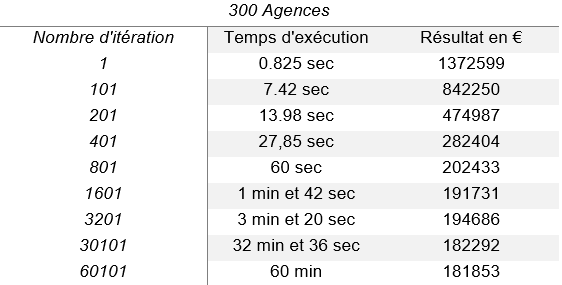 300 Agences
Nombre d'itération Temps d'exécution Résultat en €
1 0.825 sec 1372599
101 7.42 sec 842250
201 13.98 sec 474987
401 27,85 sec 282404
801 60 sec 202433
1601 1 min et 42 sec 191731
3201 3 min et 20 sec 194686
30101 32 min et 36 sec 182292
60101 60 min 181853